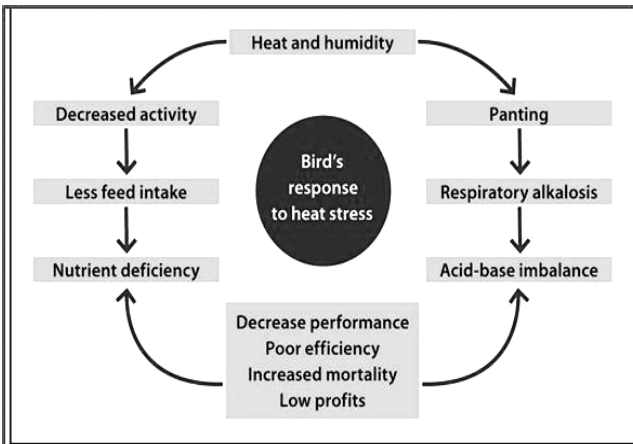 Heat and humidity
Decreased activity
Panting
Bird's
response
to heat stress
Less feed intake
Respiratory alkalosis
Nutrient deficiency
Acid-base imbalance
Decrease performance
Poor efficiency
Increased mortality
Low profits